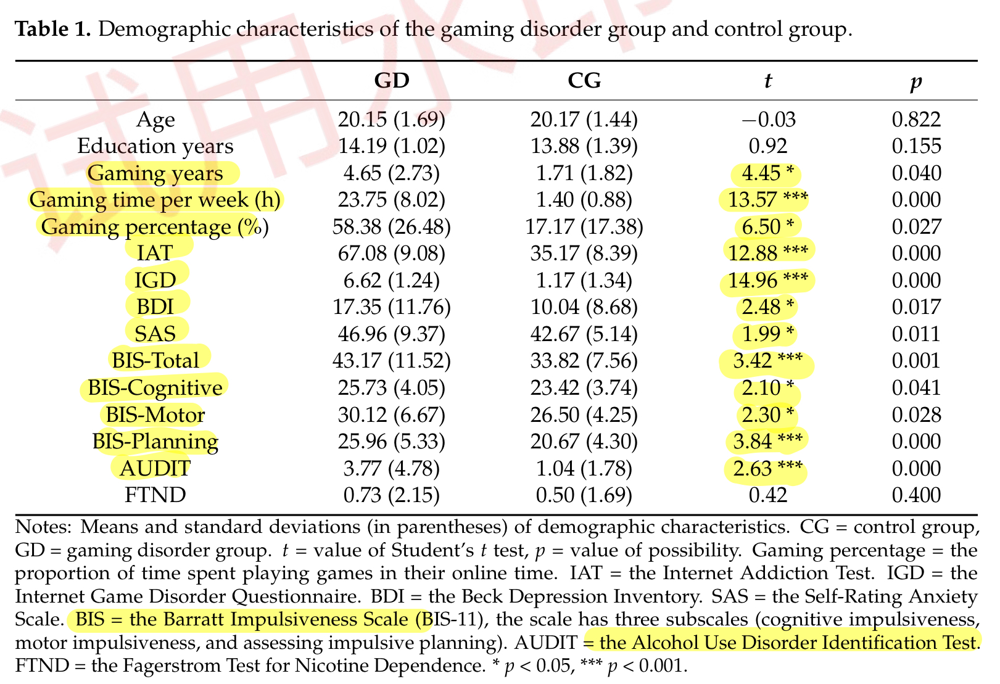 Table 1. Demographic characteristics of the gaming disorder group and control group.
GD CG t p
Age 20.15 (1.69) 20.17 (1.44) −0.03 0.822
Education years 14.19 (1.02) 13.88 (1.39) 0.92 0.155
Gaming years 4.65 (2.73) 1.71 (1.82) 4.45 * 0.040
Gaming time per week (h) 23.75 (8.02) 1.40 (0.88) 13.57 *** 0.000
Gaming percentage (%) 58.38 (26.48) 17.17 (17.38) 6.50 * 0.027
IAT 67.08 (9.08) 35.17 (8.39) 12.88 *** 0.000
IGD 6.62 (1.24) 1.17 (1.34) 14.96 *** 0.000
BDI 17.35 (11.76) 10.04 (8.68) 2.48 * 0.017
SAS 46.96 (9.37) 42.67 (5.14) 1.99 * 0.011
BIS-Total 43.17 (11.52) 33.82 (7.56) 3.42 *** 0.001
BIS-Cognitive 25.73 (4.05) 23.42 (3.74) 2.10 * 0.041
BIS-Motor 30.12 (6.67) 26.50 (4.25) 2.30 * 0.028
BIS-Planning 25.96 (5.33) 20.67 (4.30) 3.84 *** 0.000
AUDIT 3.77 (4.78) 1.04 (1.78) 2.63 *** 0.000
FTND 0.73 (2.15) 0.50 (1.69) 0.42 0.400
Notes: Means and standard deviations (in parentheses) of demographic characteristics. CG = control group,
GD = gaming disorder group. t = value of Student's t test, p = value of possibility. Gaming percentage = the
proportion of time spent playing games in their online time. IAT = the Internet Addiction Test. IGD = the
Internet Game Disorder Questionnaire. BDI = the Beck Depression Inventory. SAS = the Self-Rating Anxiety
Scale. BIS = the Barratt Impulsiveness Scale (BIS-11), the scale has three subscales (cognitive impulsiveness,
motor impulsiveness, and assessing impulsive planning). AUDIT = the Alcohol Use Disorder Identification Test.
FTND = the Fagerstrom Test for Nicotine Dependence. * p < 0.05, *** p < 0.001.
试用水印